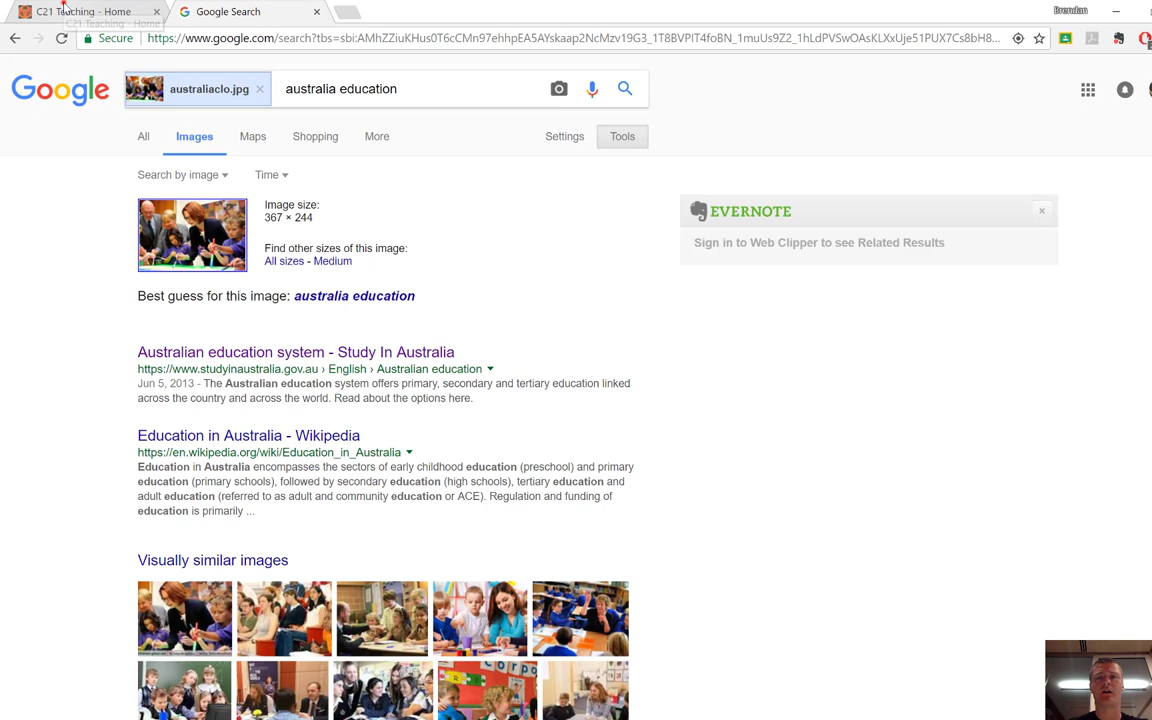 C21 Teaching - Home
Google Search
Brendan
C21 Teaching - Home
Secure
https://www.google.com/search?tbs=sbi:AMhZZiuKHus0T6cCMn97ehhpEA5AYskaap2NcMzv19G3_1T8BVPIT4foBN_1muUs9Z2_1hLdPVSwOAsKLXxUje51PUX7Cs8bH8...
Google
australiaclo.jpg
australia education
All
Images
Maps
Shopping
More
Settings
Tools
Search by image
Time
Image size:
367 × 244
Find other sizes of this image:
All sizes - Medium
Best guess for this image: australia education
EVERNOTE
Sign in to Web Clipper to see Related Results
Australian education system - Study In Australia
https://www.studyinaustralia.gov.au › English › Australian education
Jun 5, 2013 - The Australian education system offers primary, secondary and tertiary education linked
across the country and across the world. Read about the options here.
Education in Australia - Wikipedia
https://en.wikipedia.org/wiki/Education_in_Australia
Education in Australia encompasses the sectors of early childhood education (preschool) and primary
education (primary schools), followed by secondary education (high schools), tertiary education and
adult education (referred to as adult and community education or ACE). Regulation and funding of
education is primarily ...
Visually similar images